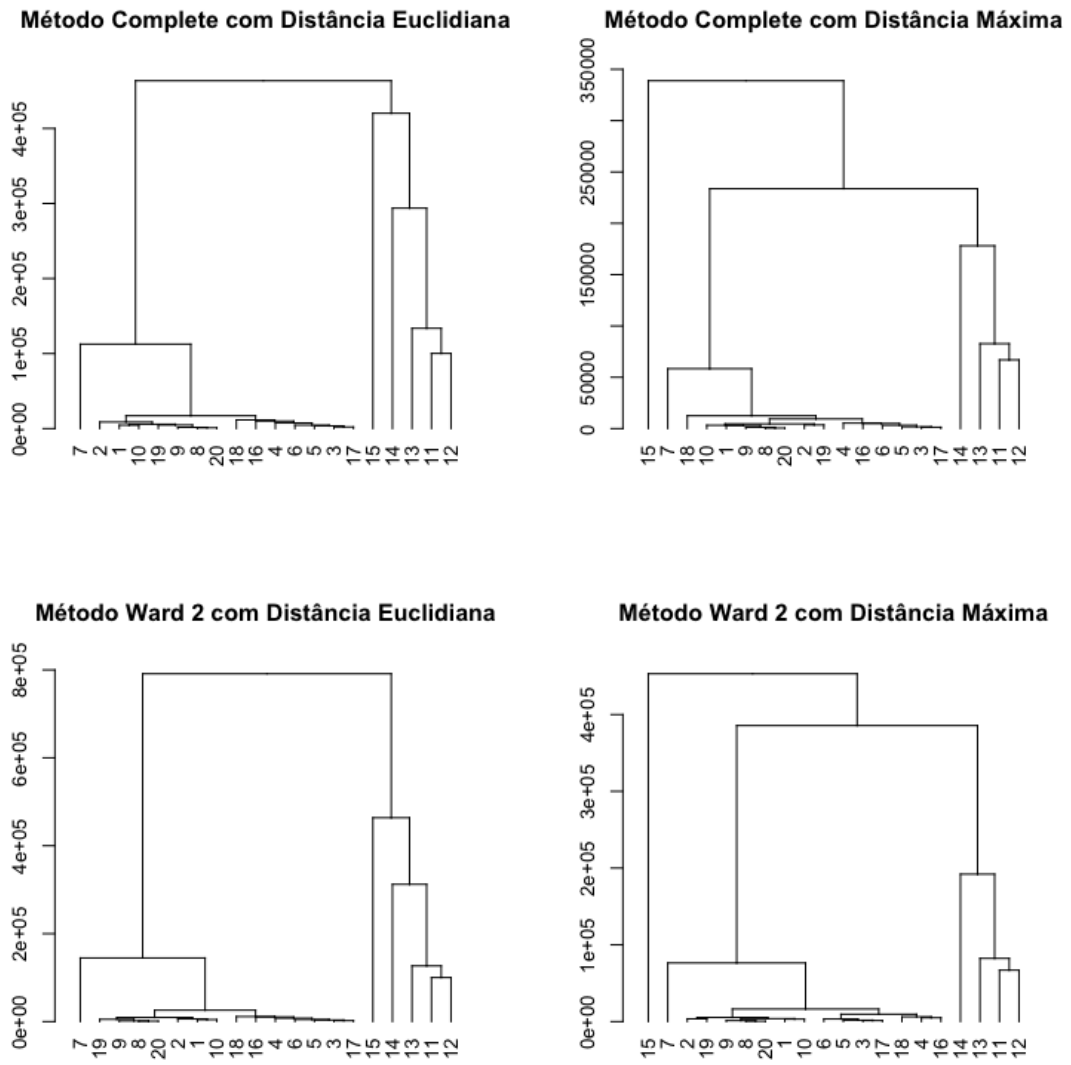 Método Complete com Distância Euclidiana
0e+00 1e+05 2e+05 3e+05 4e+05
7 2 1 10 19 9 8 20 18 16 4 6 5 3 17 15 14 13 11 12
Método Complete com Distância Máxima
0 50000 150000 250000 350000
15 7 18 10 1 9 8 20 2 19 4 16 6 5 3 17 14 13 11 12
Método Ward 2 com Distância Euclidiana
0e+00 2e+05 4e+05 6e+05 8e+05
7 19 9 8 20 2 1 10 18 16 4 6 5 3 17 15 14 13 11 12
Método Ward 2 com Distância Máxima
0e+00 1e+05 2e+05 3e+05 4e+05
15 7 2 19 9 8 20 1 10 6 5 3 17 18 4 16 14 13 11 12